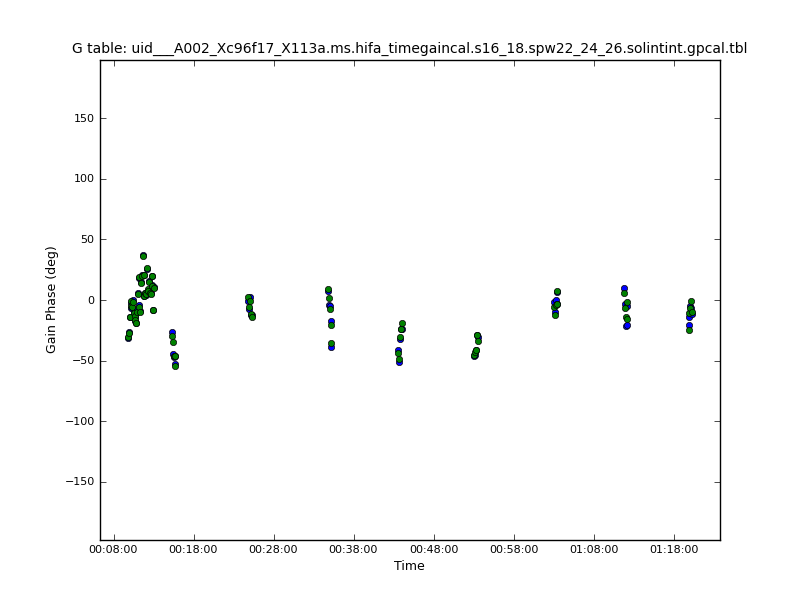 G table: uid___A002_Xc96f17_X113a.ms.hifa_timegaincal.s16_18.spw22_24_26.solintint.gpcal.tbl
Gain Phase (deg)
150
100
50
0
−50
−100
−150
00:08:00 00:18:00 00:28:00 00:38:00 00:48:00 00:58:00 01:08:00 01:18:00
Time